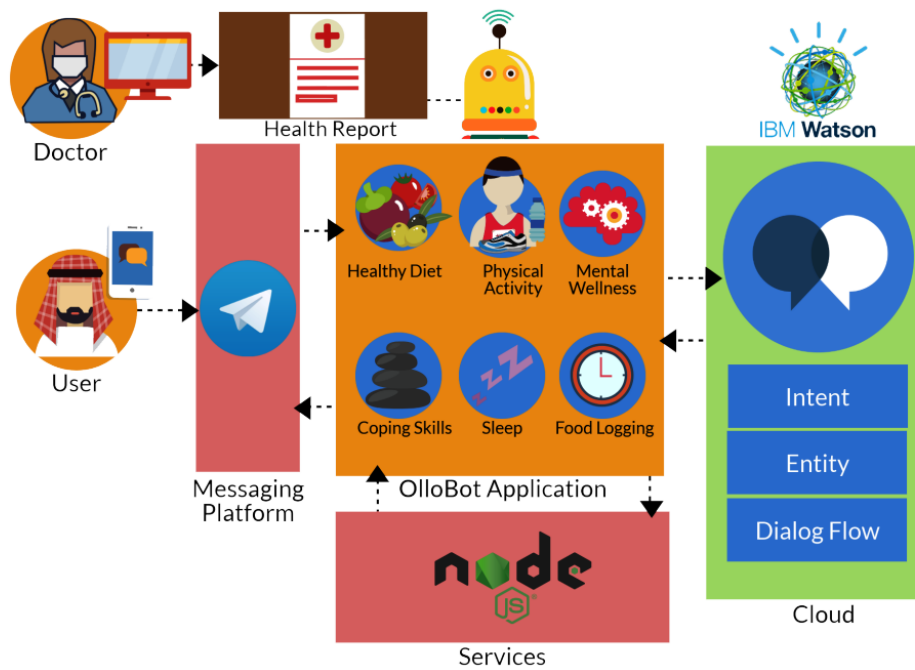 Health Report
Doctor
IBM Watson
Healthy Diet
Physical
Activity
Mental
Wellness
User
Coping Skills
Sleep
Food Logging
zzz
Intent
Entity
Dialog Flow
Messaging
Platform
OlloBot Application
node
JS
Services
Cloud